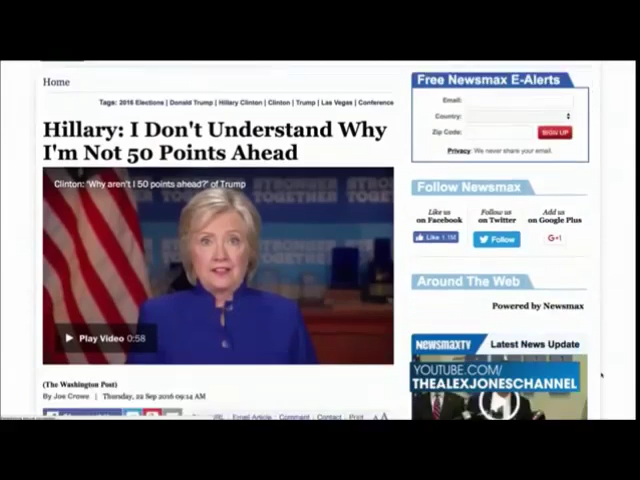 Home
Tags: 2016 Elections | Donald Trump | Hillary Clinton | Clinton | Trump | Las Vegas | Conference
Hillary: I Don't Understand Why
I'm Not 50 Points Ahead
Clinton: 'Why aren't I 50 points ahead?' of Trump
STRONGER
TOGETHER
Play Video 0:58
(The Washington Post)
By Joe Crowe | Thursday, 22 Sep 2016 09:14 AM
Email Article
Comment
Contact
Print
A A
Free Newsmax E-Alerts
Email:
Country:
Zip Code:
SIGN UP
Privacy: We never share your email.
Follow Newsmax
Like us
on Facebook
Follow us
on Twitter
Add us
on Google Plus
Like 1.1M
Follow
G+1
Around The Web
Powered by Newsmax
NEWSMAXTV Latest News Update
YOUTUBE.COM/
THEALEXJONESCHANNEL